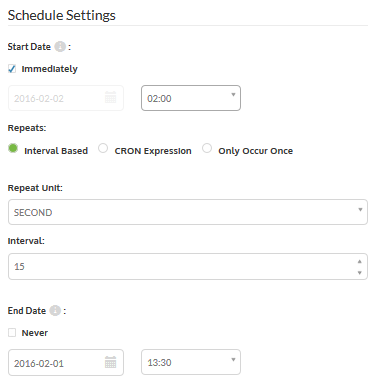 Schedule Settings
Start Date i :
Immediately
2016-02-02 02:00
Repeats:
Interval Based CRON Expression Only Occur Once
Repeat Unit:
SECOND
Interval:
15
End Date i :
Never
2016-02-01 13:30